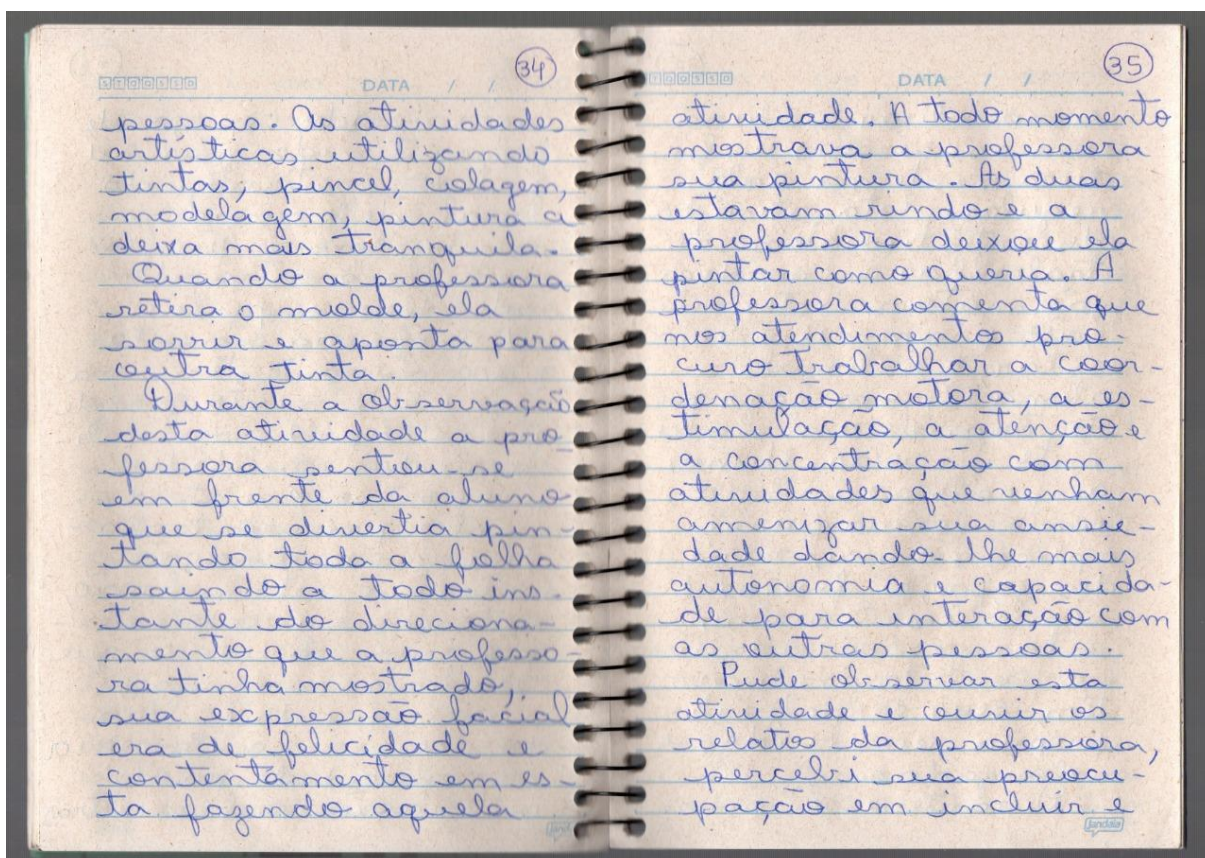 34
DATA / /
pessoas. As atividades
artísticas utilizando
tintas, pincel, colagem,
modelagem, pintura a
deixa mais tranquila.
Quando a professora
retira o molde, ela
sorrir e aponta para
outra tinta.
Durante a observação
desta atividade a pro
fessora sentou-se
em frente da aluno
que se divertia pin-
tando toda a folha
saindo a todo ins-
tante do direciona-
mento que a professo-
ra tinha mostrado,
sua expressão facial
era de felicidade e
contentamento em es-
ta fazendo aquela
35
DATA / /
atividade. A todo momento
mostrava a professora
sua pintura. As duas
estavam rindo e a
professora deixou ela
pintar como queria. A
professora comenta que
nos atendimentos pro-
curo trabalhar a coor-
denação motora, a es-
timulação, a atenção e
a concentração com
atividades que venham
amenizar sua ansie-
dade dando-lhe mais
autonomia e capacida-
de para interação com
as outras pessoas.
Pude observar esta
atividade e ouvir os
relatos da professora,
percebi sua preocu-
pação em incluir e
jandaia